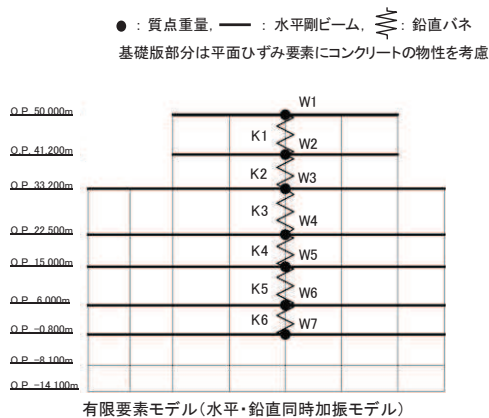 ● : 質点重量, ── : 水平剛ビーム, : 鉛直バネ
基礎版部分は平面ひずみ要素にコンクリートの物性を考慮
O.P. 50.000m
W1
K1
O.P. 41.200m
W2
K2
O.P. 33.200m
W3
K3
O.P. 22.500m
W4
K4
O.P. 15.000m
W5
K5
O.P. 6.000m
W6
K6
O.P. -0.800m
W7
O.P. -8.100m
O.P. -14.100m
有限要素モデル(水平・鉛直同時加振モデル)